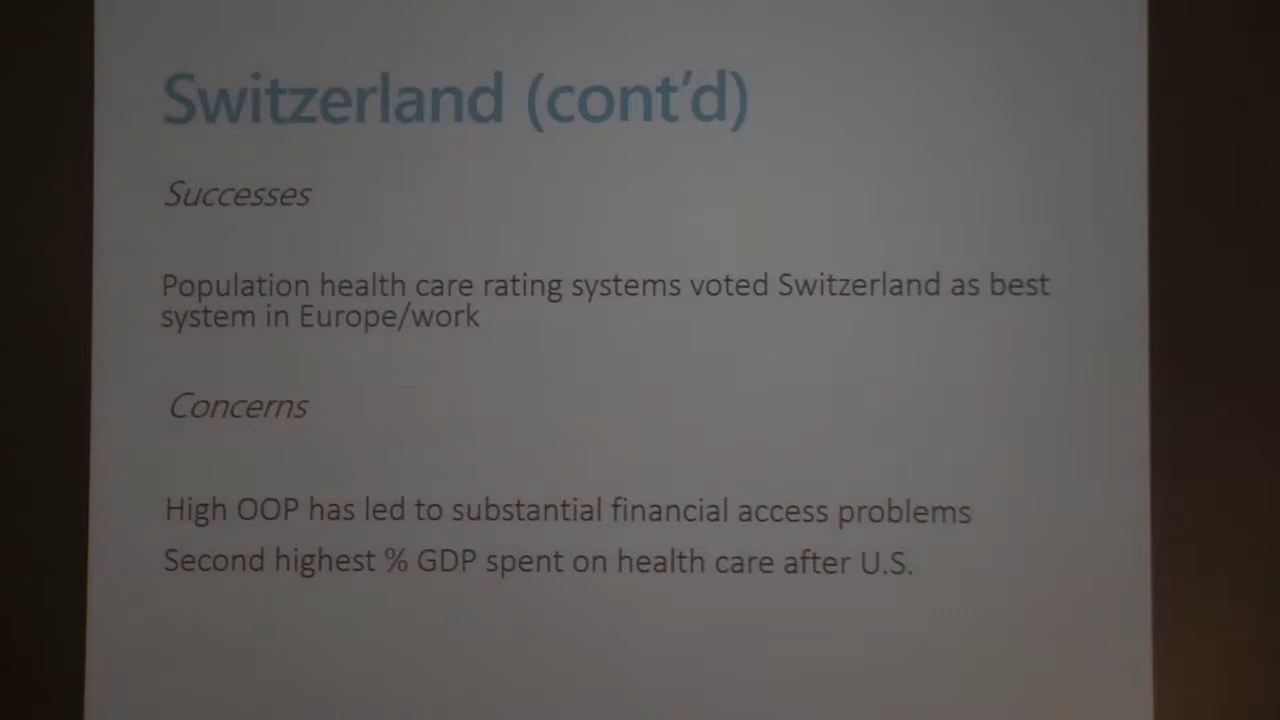 Switzerland (cont'd)
Successes
Population health care rating systems voted Switzerland as best
system in Europe/work
Concerns
High OOP has led to substantial financial access problems
Second highest % GDP spent on health care after U.S.